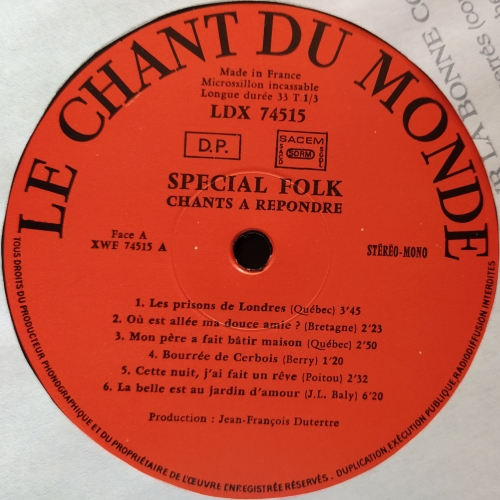 LE CHANT DU MONDE
Made in France
Microssillon incassable
Longue durée 33 T 1/3
LDX 74515
D.P.
SACEM
SACD
SDRM
SGDL
SPECIAL FOLK
CHANTS A REPONDRE
Face A
XWF 74515 A
STÉRÉO-MONO
1. Les prisons de Londres (Québec) 3'45
2. Où est allée ma douce amie ? (Bretagne) 2'23
3. Mon père a fait bâtir maison (Québec) 2'50
4. Bourrée de Cerbois (Berry) 1'20
5. Cette nuit, j'ai fait un rêve (Poitou) 2'32
6. La belle est au jardin d'amour (J.L. Baly) 6'20
Production : Jean-François Dutertre
TOUS DROITS DU PRODUCTEUR PHONOGRAPHIQUE ET DU PROPRIÉTAIRE DE L'ŒUVRE ENREGISTRÉE RÉSERVÉS. DUPLICATION, EXÉCUTION PUBLIQUE, RADIODIFFUSION INTERDITES
LA BONNE